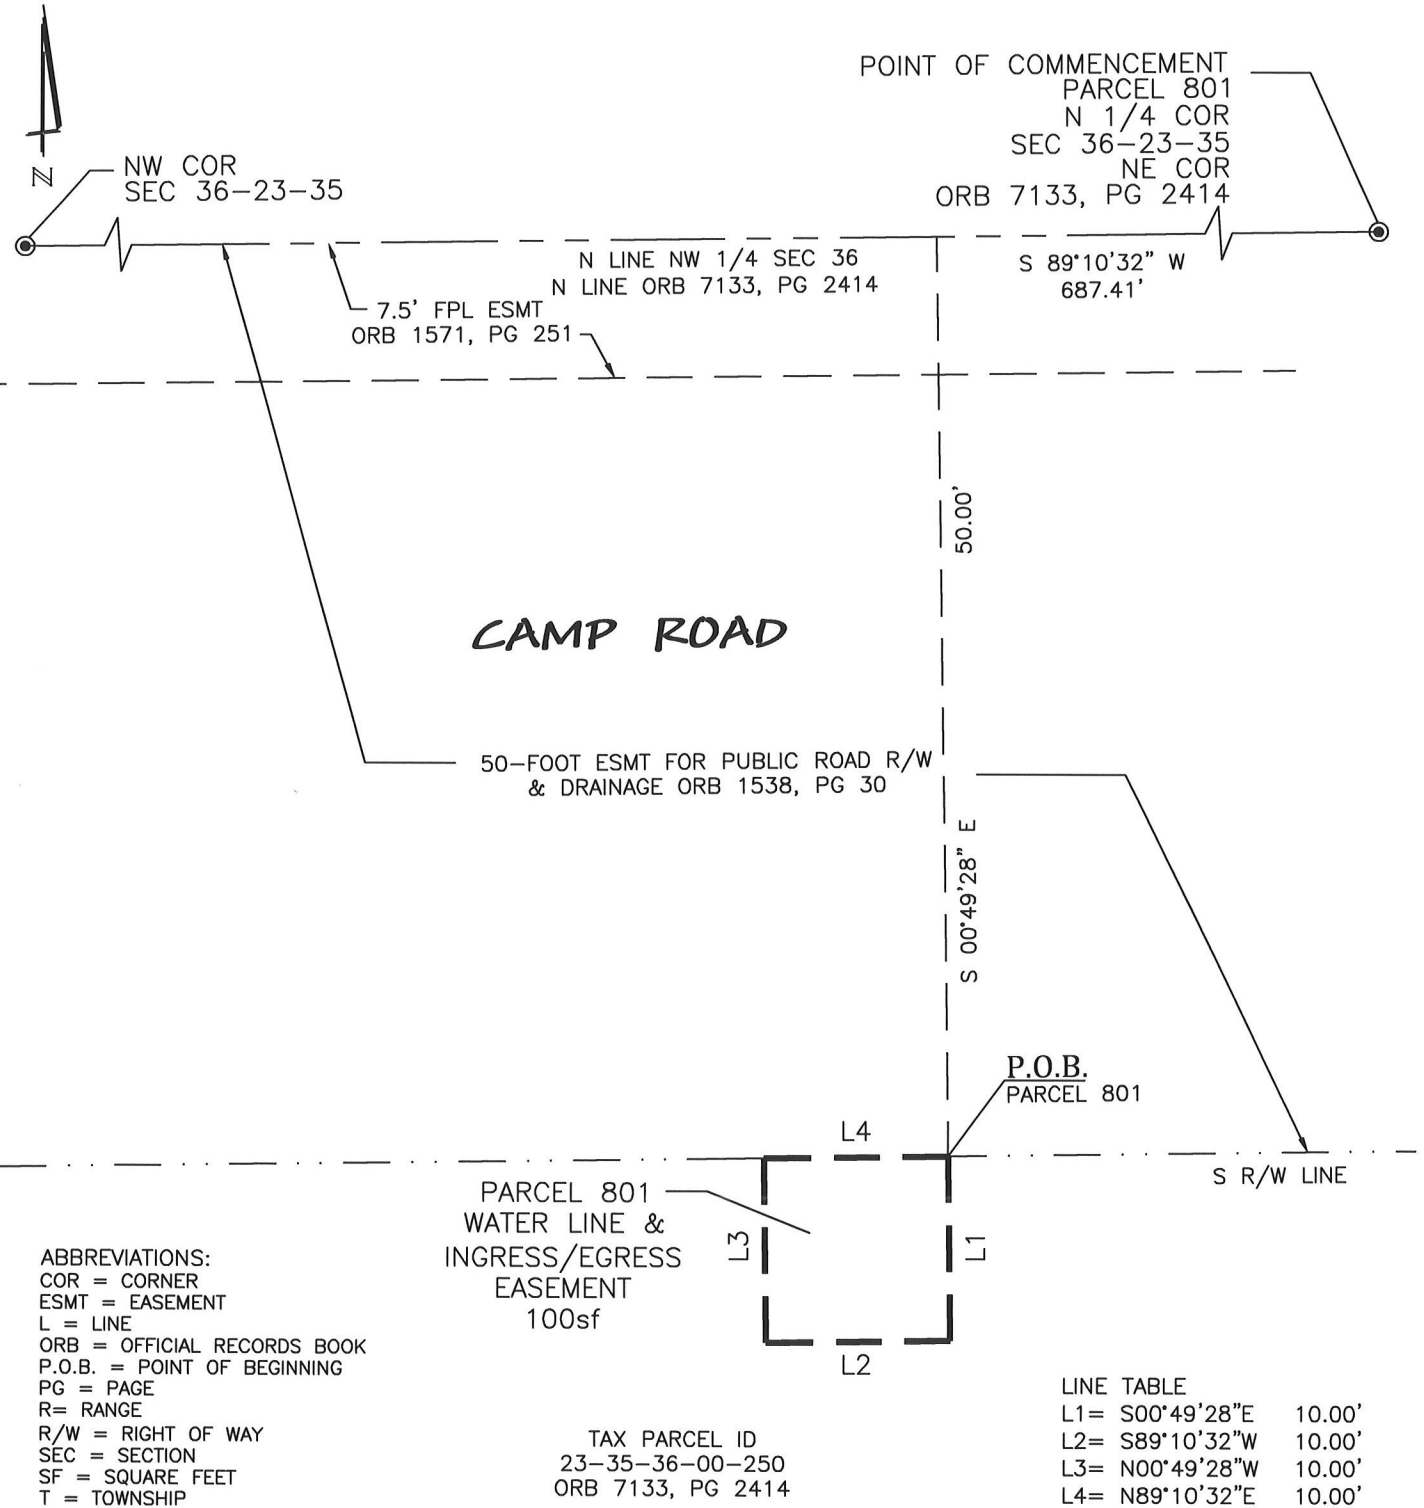 POINT OF COMMENCEMENT
PARCEL 801
N 1/4 COR
SEC 36-23-35
NE COR
ORB 7133, PG 2414
N
NW COR
SEC 36-23-35
N LINE NW 1/4 SEC 36
N LINE ORB 7133, PG 2414
S 89°10'32" W
687.41'
7.5' FPL ESMT
ORB 1571, PG 251
50.00'
CAMP ROAD
50-FOOT ESMT FOR PUBLIC ROAD R/W
& DRAINAGE ORB 1538, PG 30
S 00°49'28" E
P.O.B.
PARCEL 801
L4
S R/W LINE
PARCEL 801
WATER LINE &
INGRESS/EGRESS
EASEMENT
100sf
L3
L1
L2
ABBREVIATIONS:
COR = CORNER
ESMT = EASEMENT
L = LINE
ORB = OFFICIAL RECORDS BOOK
P.O.B. = POINT OF BEGINNING
PG = PAGE
R= RANGE
R/W = RIGHT OF WAY
SEC = SECTION
SF = SQUARE FEET
T = TOWNSHIP
TAX PARCEL ID
23-35-36-00-250
ORB 7133, PG 2414
LINE TABLE
L1= S00°49'28"E 10.00'
L2= S89°10'32"W 10.00'
L3= N00°49'28"W 10.00'
L4= N89°10'32"E 10.00'